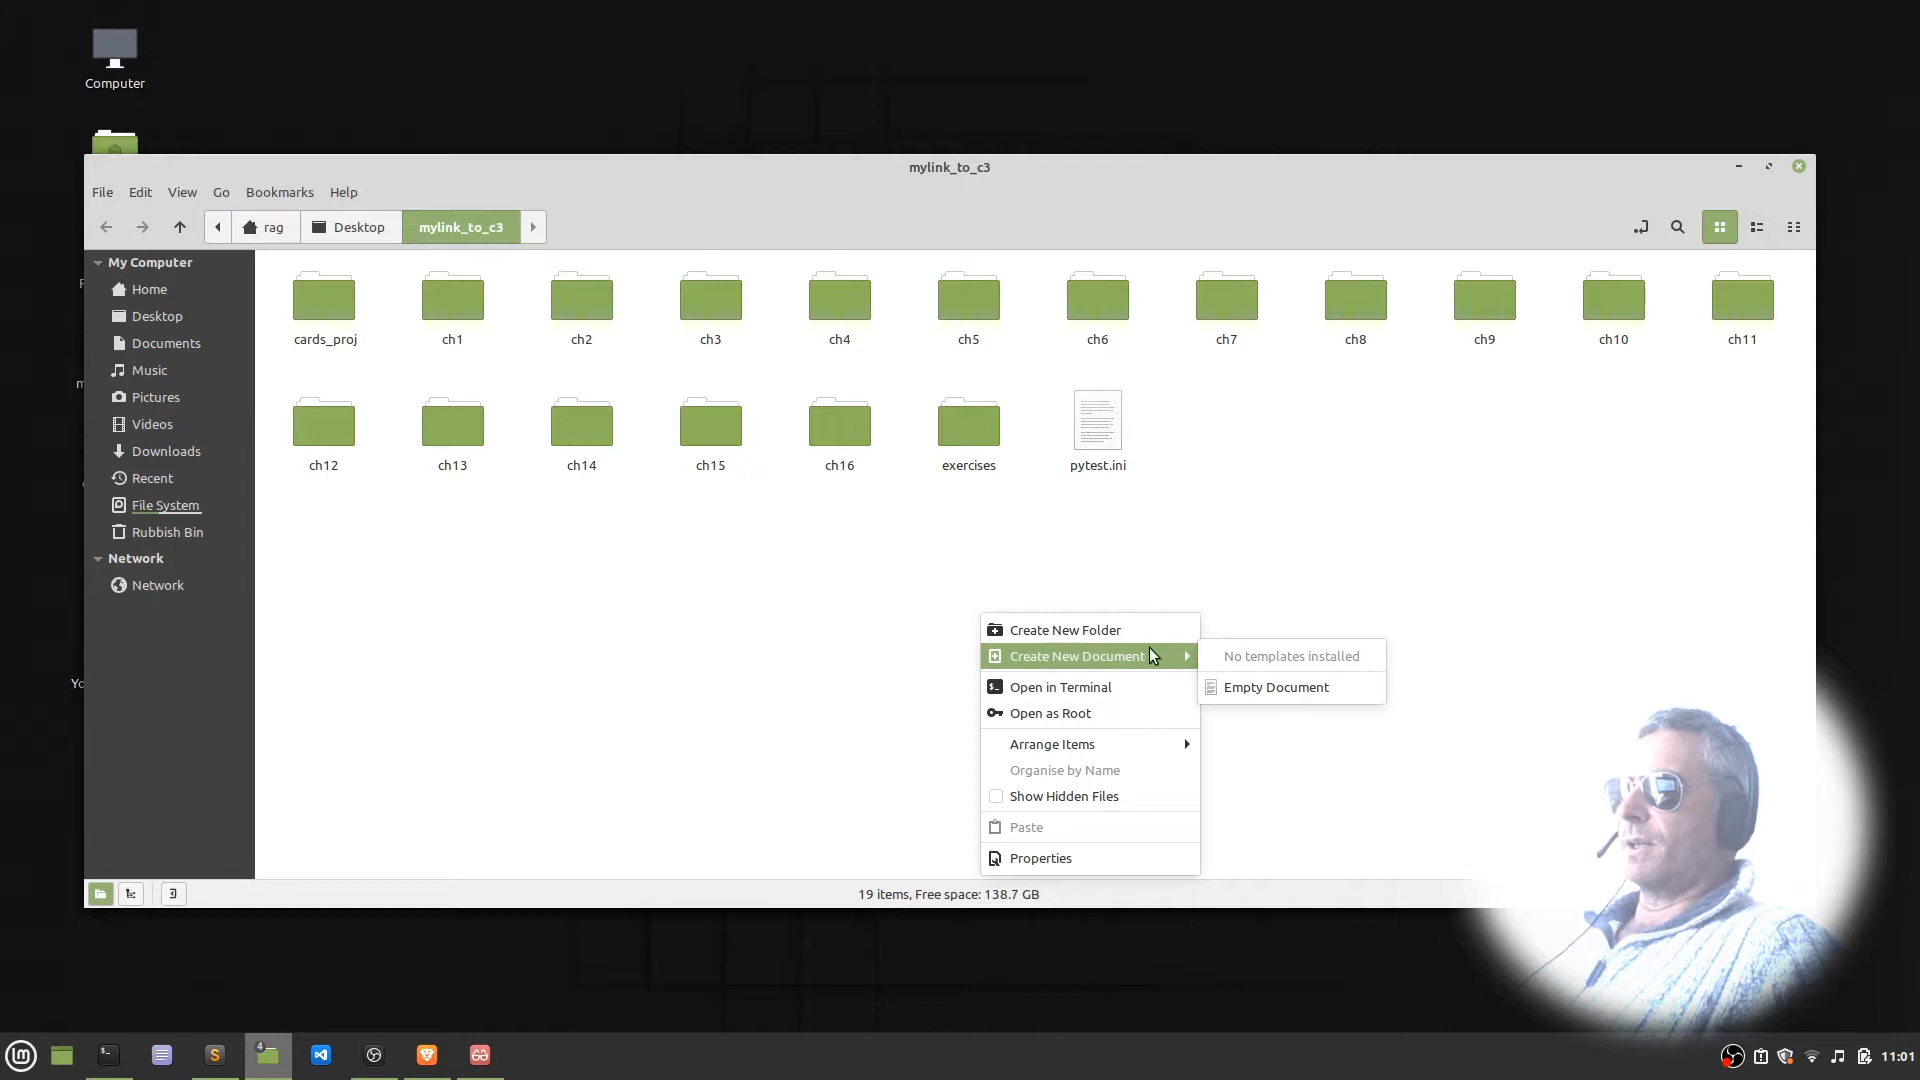 Computer
mylink_to_c3
File Edit View Go Bookmarks Help
rag Desktop mylink_to_c3
My Computer
Home
Desktop
Documents
Music
Pictures
Videos
Downloads
Recent
File System
Rubbish Bin
Network
Network
cards_proj ch1 ch2 ch3 ch4 ch5 ch6 ch7 ch8 ch9 ch10 ch11
ch12 ch13 ch14 ch15 ch16 exercises pytest.ini
Create New Folder
Create New Document
No templates installed
Empty Document
Open in Terminal
Open as Root
Arrange Items
Organise by Name
Show Hidden Files
Paste
Properties
19 items, Free space: 138.7 GB
4
S
11:01